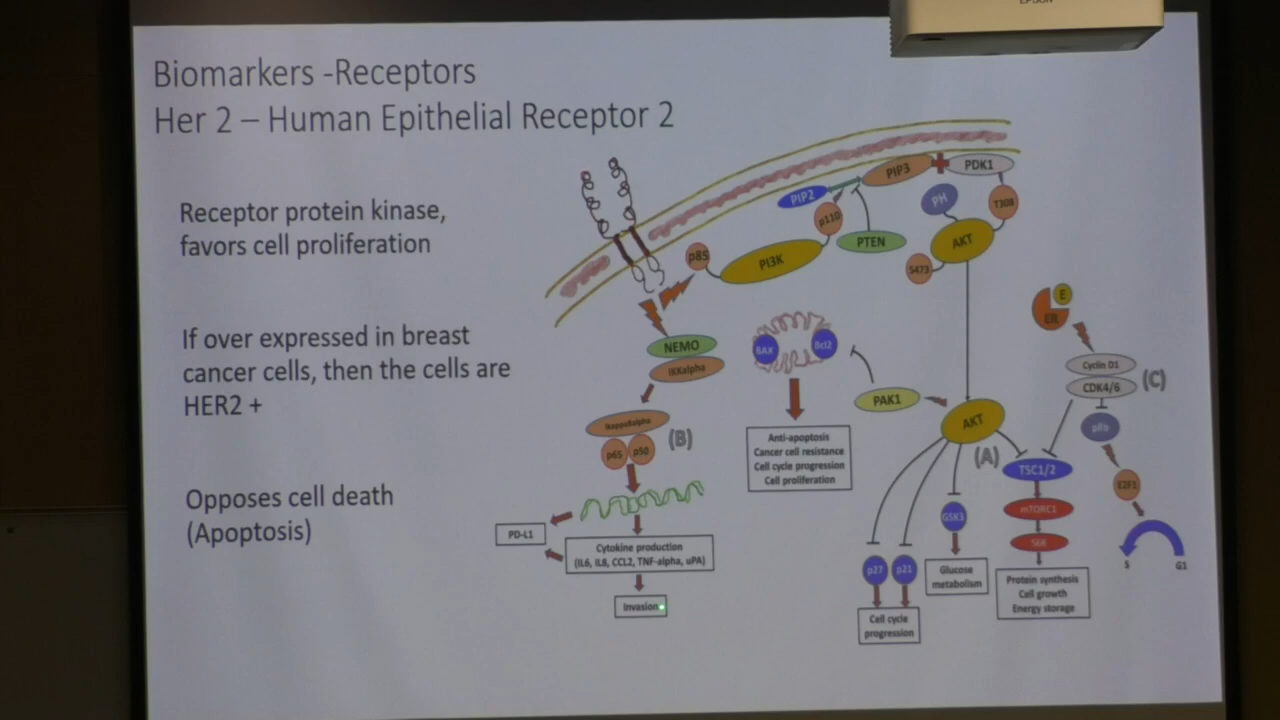 EPSON
Biomarkers -Receptors
Her 2 – Human Epithelial Receptor 2
Receptor protein kinase,
favors cell proliferation
If over expressed in breast
cancer cells, then the cells are
HER2 +
Opposes cell death
(Apoptosis)
PIP2
PIP3
PDK1
p110
PH
T308
p85
PI3K
PTEN
AKT
S473
E
ER
NEMO
IKKalpha
BAX
Bcl2
Cyclin D1
CDK4/6
(C)
PAK1
IkappaBalpha
p65
p50
(B)
AKT
(A)
pRb
Anti-apoptosis
Cancer cell resistance
Cell cycle progression
Cell proliferation
TSC1/2
E2F1
PD-L1
GSK3
mTORC1
S6K
Cytokine production
(IL6, IL8, CCL2, TNF-alpha, uPA)
p27
p21
Glucose
metabolism
S
G1
Protein synthesis
Cell growth
Energy storage
Invasion
Cell cycle
progression